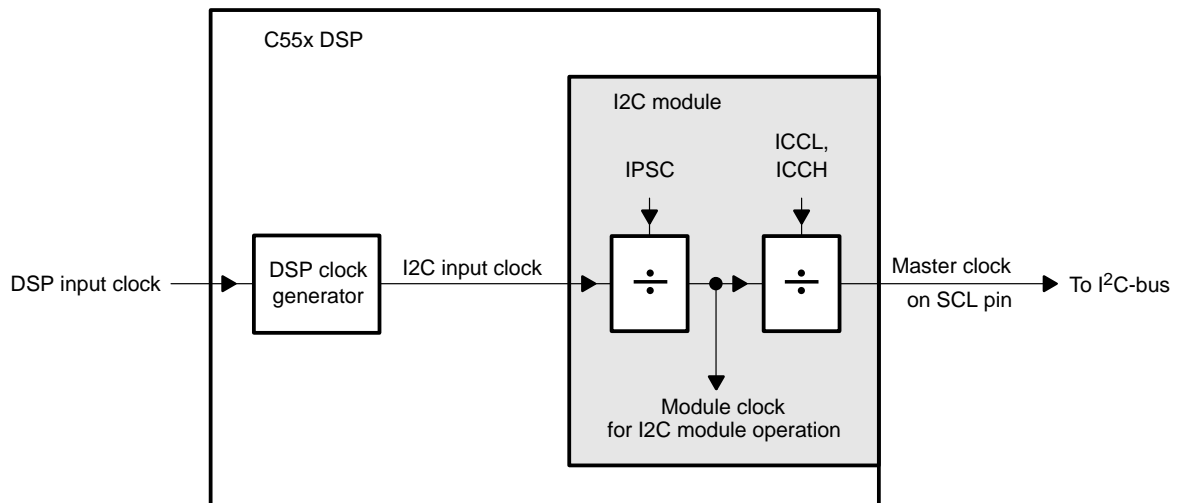 C55x DSP
I2C module
ICCL,
ICCH
IPSC
DSP input clock
DSP clock
generator
I2C input clock
÷
÷
Master clock
on SCL pin
To I²C-bus
Module clock
for I2C module operation